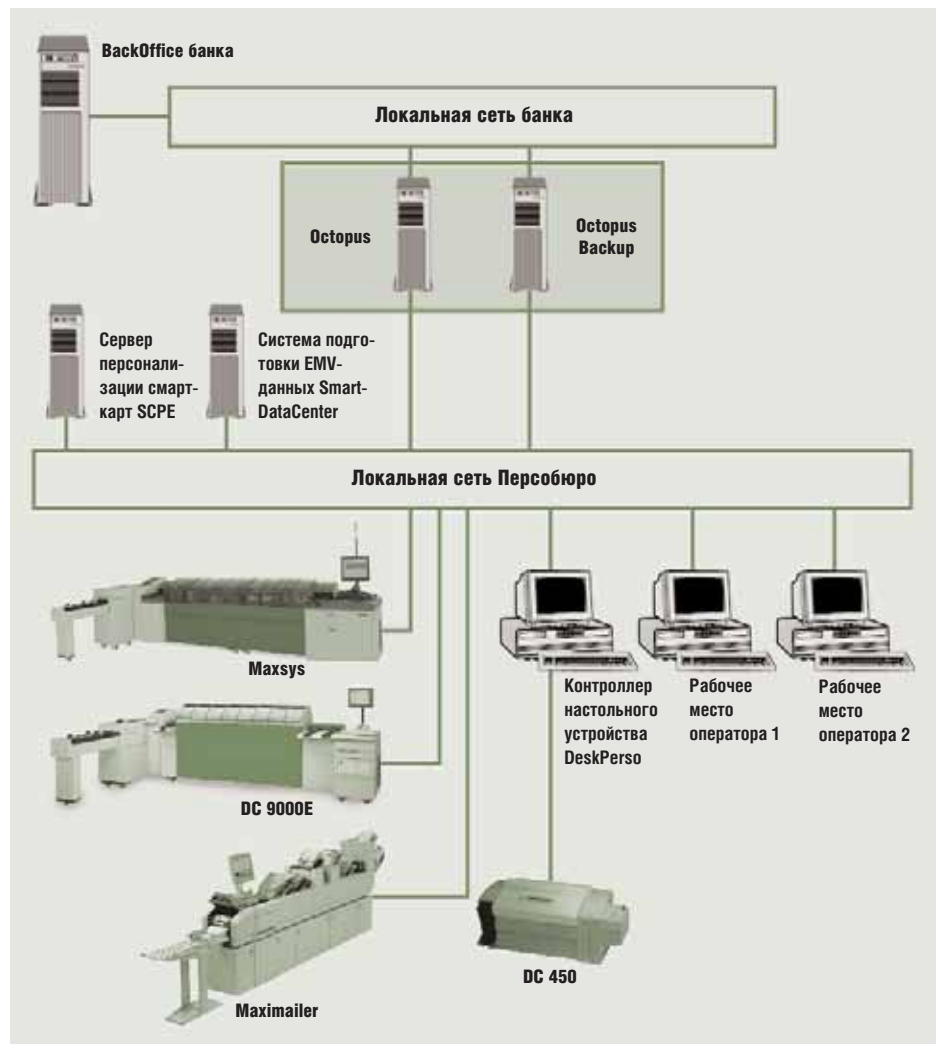 BackOffice банка
Локальная сеть банка
Octopus
Octopus
Backup
Сервер
персонали-
зации смарт-
карт SCPE
Система подго-
товки EMV-
данных Smart-
DataCenter
Локальная сеть Персобюро
Maxsys
Контроллер
настольного
устройства
DeskPerso
Рабочее
место
оператора 1
Рабочее
место
оператора 2
DC 9000E
DC 450
Maximailer